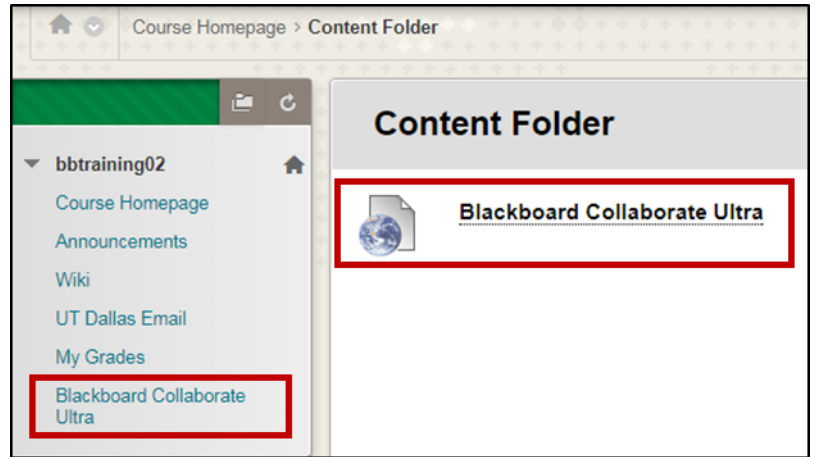 Course Homepage > Content Folder
bbtraining02
Course Homepage
Announcements
Wiki
UT Dallas Email
My Grades
Blackboard Collaborate
Ultra
Content Folder
Blackboard Collaborate Ultra